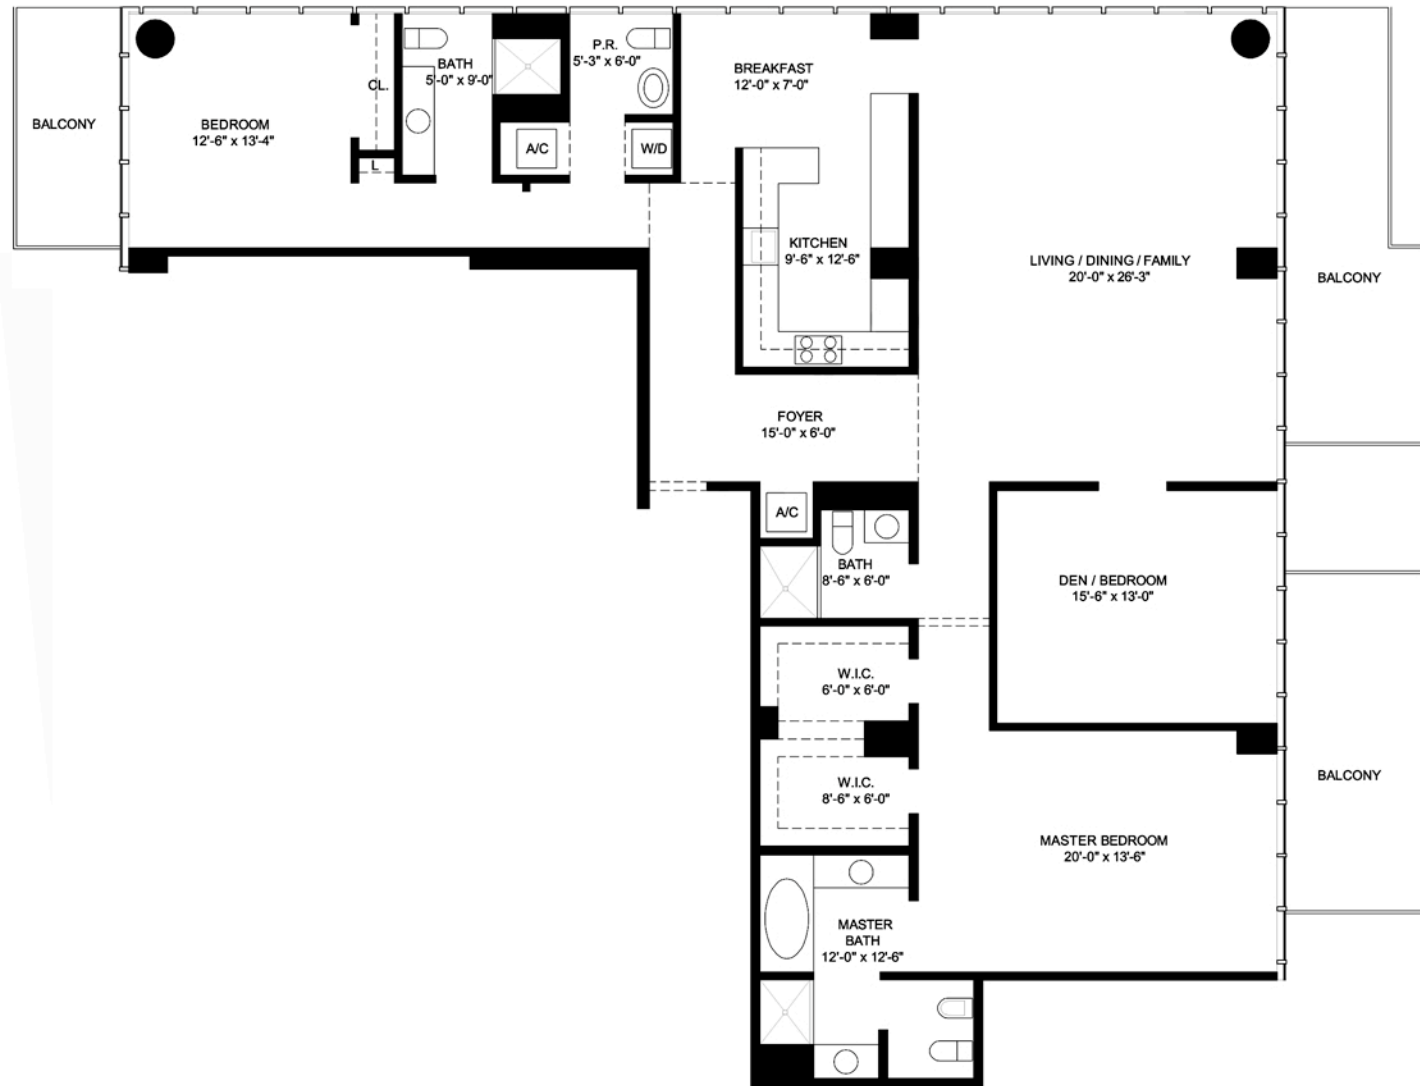 BALCONY
BEDROOM
12'-6" x 13'-4"
CL.
L
BATH
5'-0" x 9'-0"
P.R.
5'-3" x 6'-0"
A/C
W/D
BREAKFAST
12'-0" x 7'-0"
KITCHEN
9'-6" x 12'-6"
LIVING / DINING / FAMILY
20'-0" x 26'-3"
BALCONY
FOYER
15'-0" x 6'-0"
A/C
BATH
8'-6" x 6'-0"
DEN / BEDROOM
15'-6" x 13'-0"
W.I.C.
6'-0" x 6'-0"
W.I.C.
8'-6" x 6'-0"
BALCONY
MASTER BEDROOM
20'-0" x 13'-6"
MASTER
BATH
12'-0" x 12'-6"